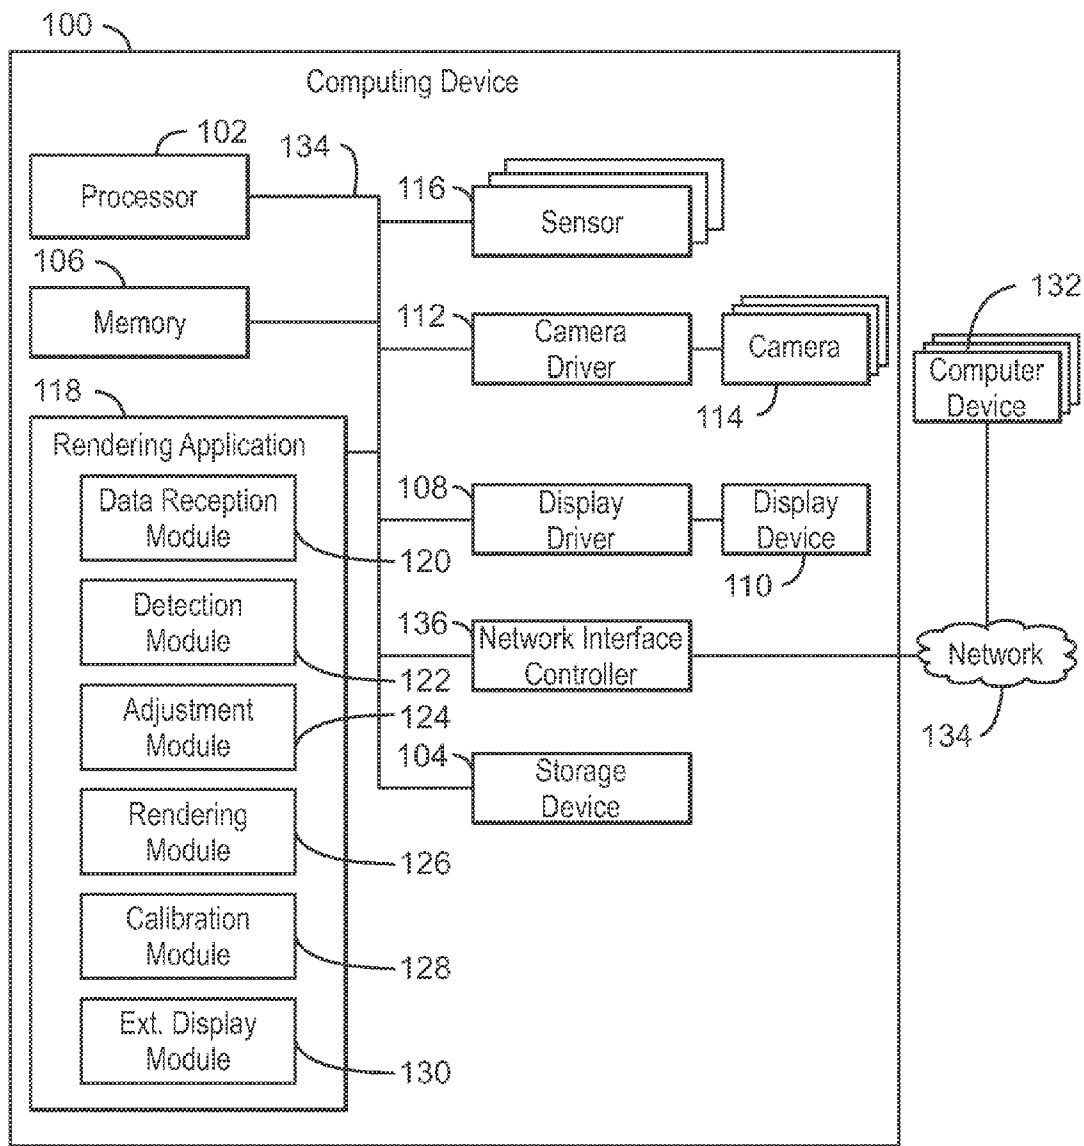 100
Computing Device
102
134
Processor
116
Sensor
106
Memory
112
Camera
Driver
Camera
114
132
Computer
Device
118
Rendering Application
Data Reception
Module
120
108
Display
Driver
Display
Device
110
Detection
Module
122
136
Network Interface
Controller
Network
134
Adjustment
Module
124
104
Storage
Device
Rendering
Module
126
Calibration
Module
128
Ext. Display
Module
130